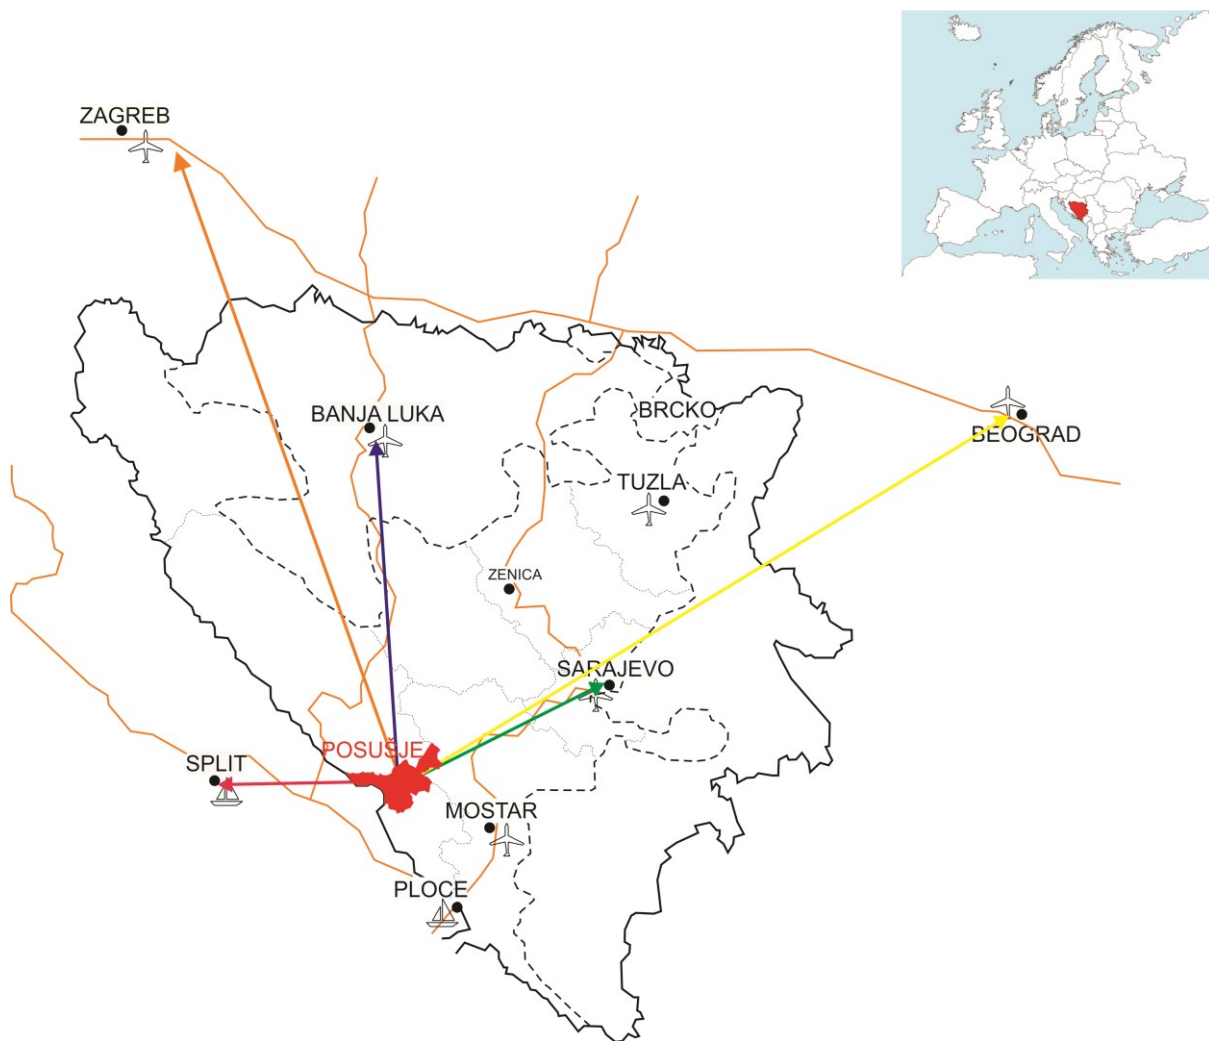 ZAGREB
BANJA LUKA
BRCKO
BEOGRAD
TUZLA
ZENICA
SARAJEVO
POSUŠJE
SPLIT
MOSTAR
PLOCE